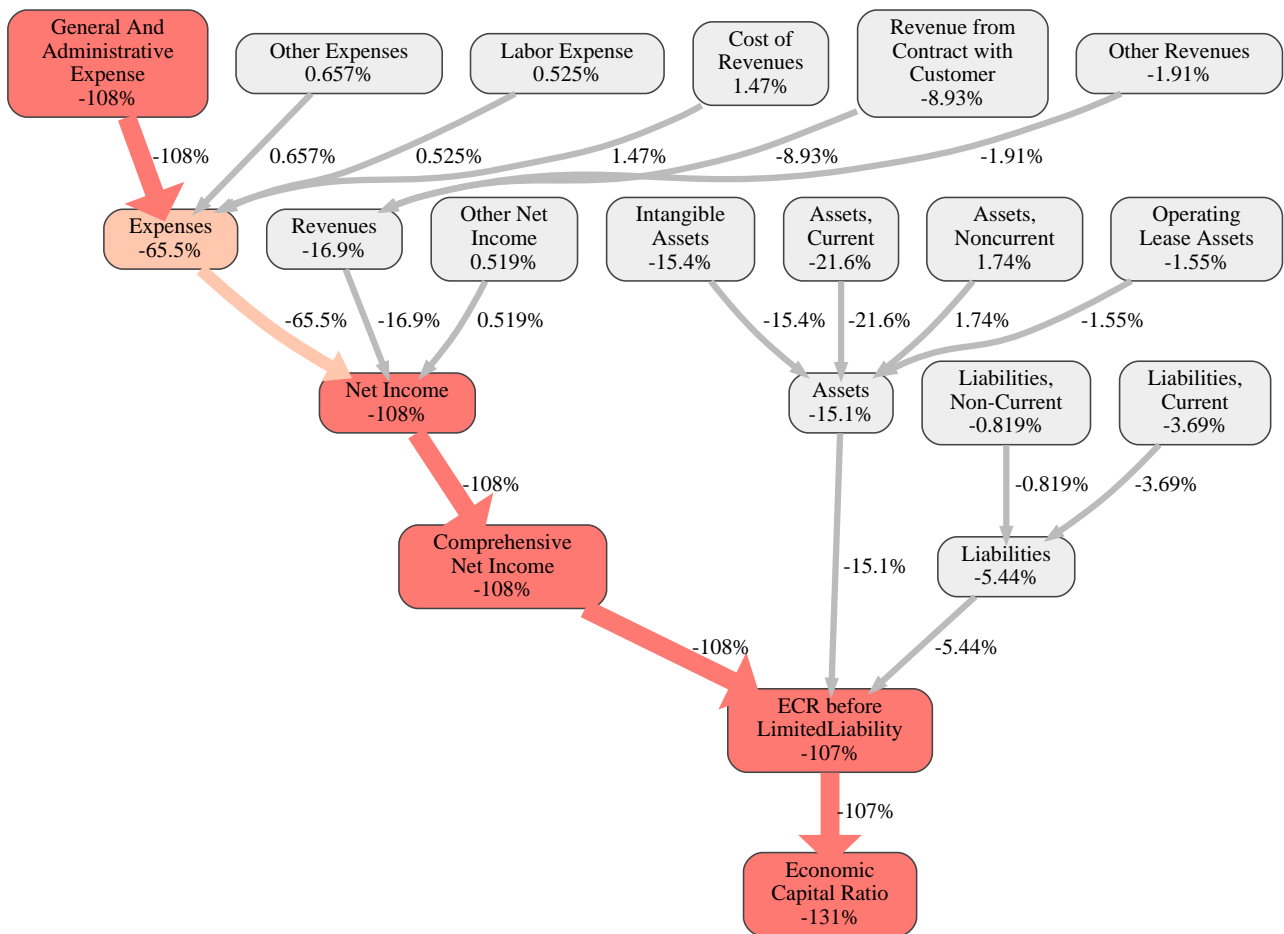 General And
Administrative
Expense
-108%
Other Expenses
0.657%
Labor Expense
0.525%
Cost of
Revenues
1.47%
Revenue from
Contract with
Customer
-8.93%
Other Revenues
-1.91%
-108%
0.657%
0.525%
1.47%
-8.93%
-1.91%
Expenses
-65.5%
Revenues
-16.9%
Other Net
Income
0.519%
Intangible
Assets
-15.4%
Assets,
Current
-21.6%
Assets,
Noncurrent
1.74%
Operating
Lease Assets
-1.55%
-65.5%
-16.9%
0.519%
-15.4%
-21.6%
1.74%
-1.55%
Net Income
-108%
Assets
-15.1%
Liabilities,
Non-Current
-0.819%
Liabilities,
Current
-3.69%
-108%
-0.819%
-3.69%
Comprehensive
Net Income
-108%
-15.1%
Liabilities
-5.44%
-108%
-5.44%
ECR before
LimitedLiability
-107%
-107%
Economic
Capital Ratio
-131%